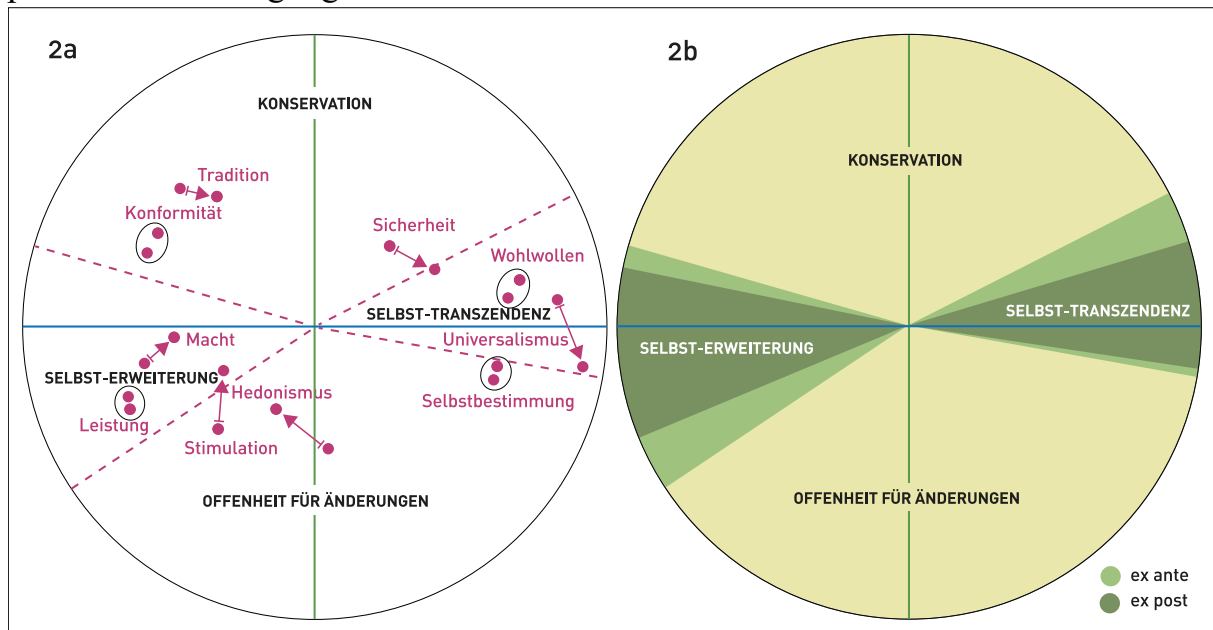 2a
KONSERVATION
Tradition
Konformität
Sicherheit
Wohlwollen
SELBST-TRANSZENDENZ
Macht
Universalismus
SELBST-ERWEITERUNG
Hedonismus
Selbstbestimmung
Leistung
Stimulation
OFFENHEIT FÜR ÄNDERUNGEN
2b
KONSERVATION
SELBST-TRANSZENDENZ
SELBST-ERWEITERUNG
OFFENHEIT FÜR ÄNDERUNGEN
ex ante
ex post